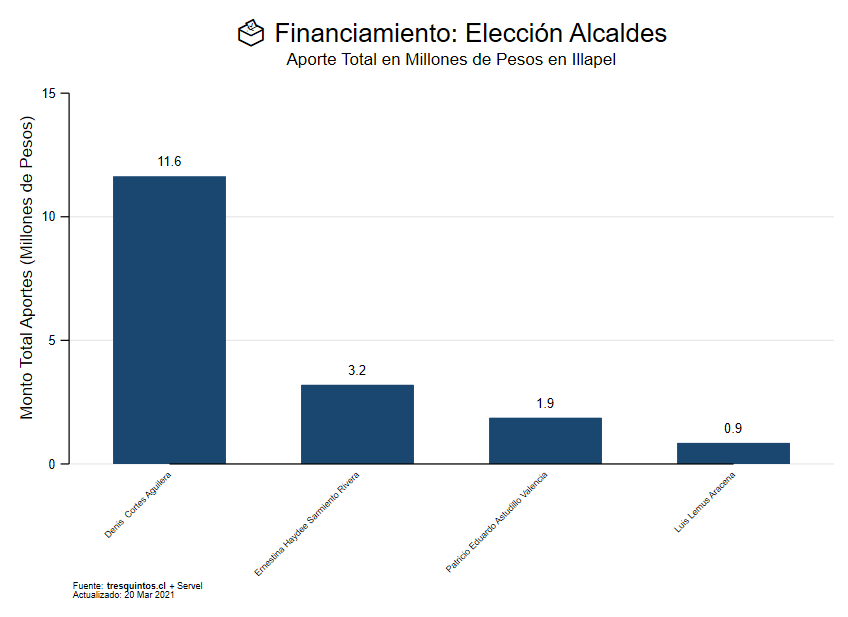 Financiamiento: Elección Alcaldes
Aporte Total en Millones de Pesos en Illapel
Monto Total Aportes (Millones de Pesos)
15
10
5
0
11.6
3.2
1.9
0.9
Denis  Cortes Aguilera
Ernestina Haydee Sarmiento Rivera
Patricio Eduardo Astudillo Valencia
Luis Lemus Aracena
Fuente: tresquintos.cl + Servel
Actualizado: 20 Mar 2021